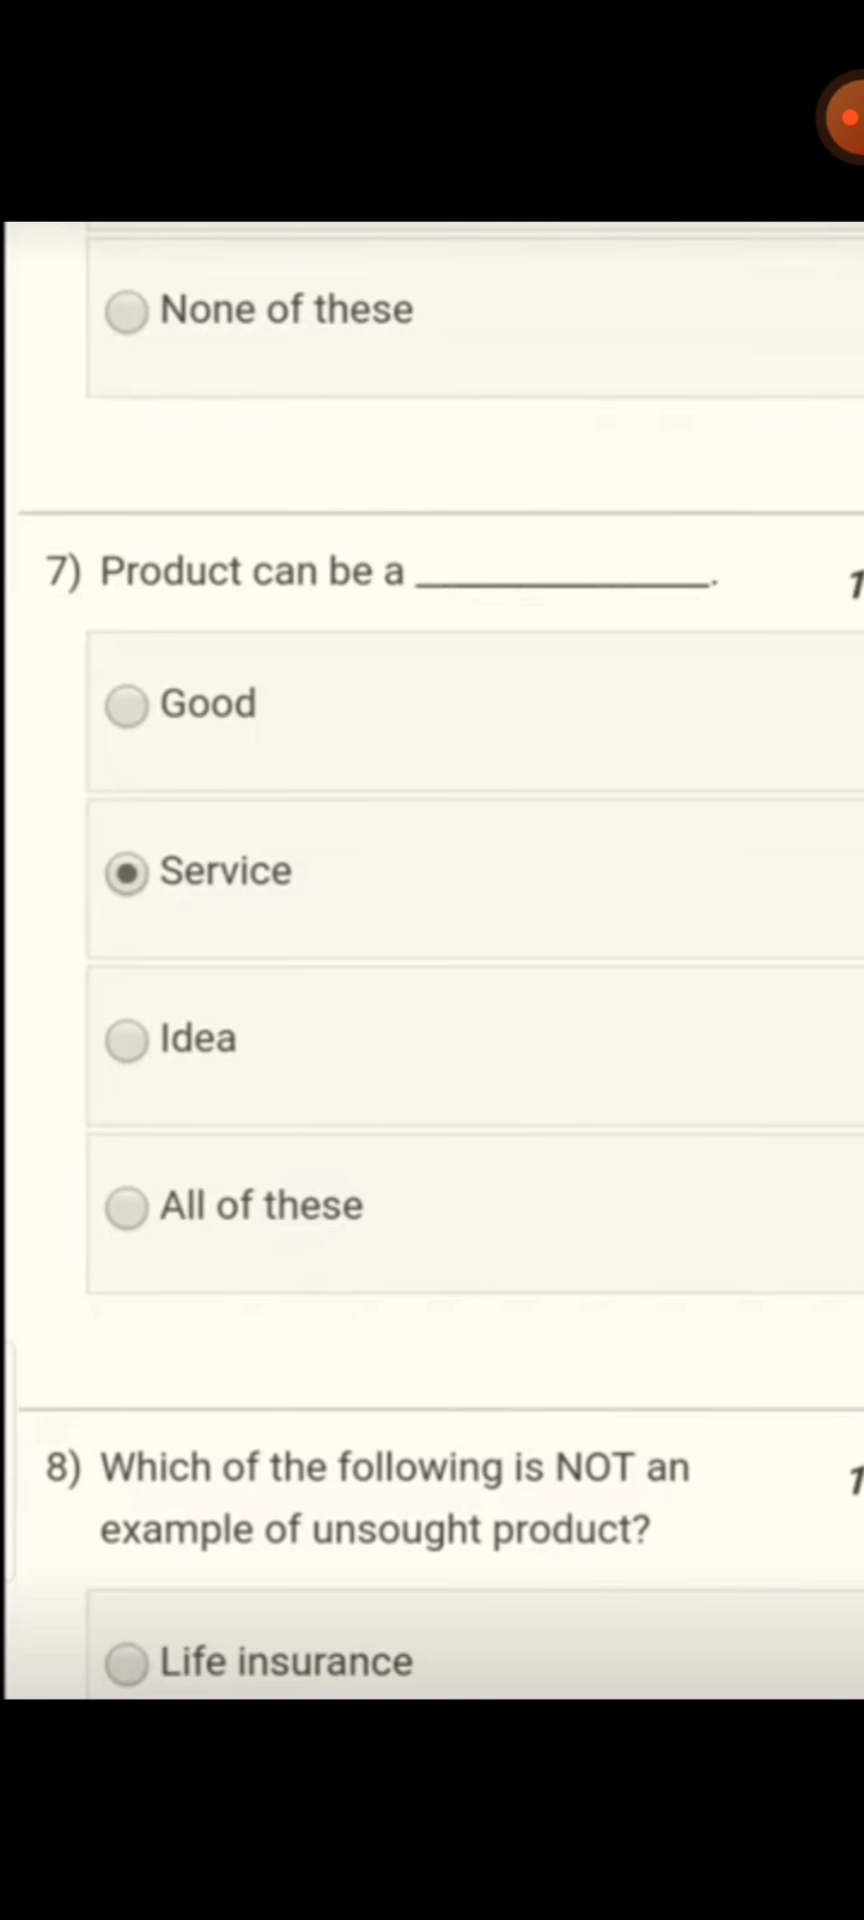 None of these
7) Product can be a ______________.
Good
Service
Idea
All of these
8) Which of the following is NOT an
example of unsought product?
Life insurance